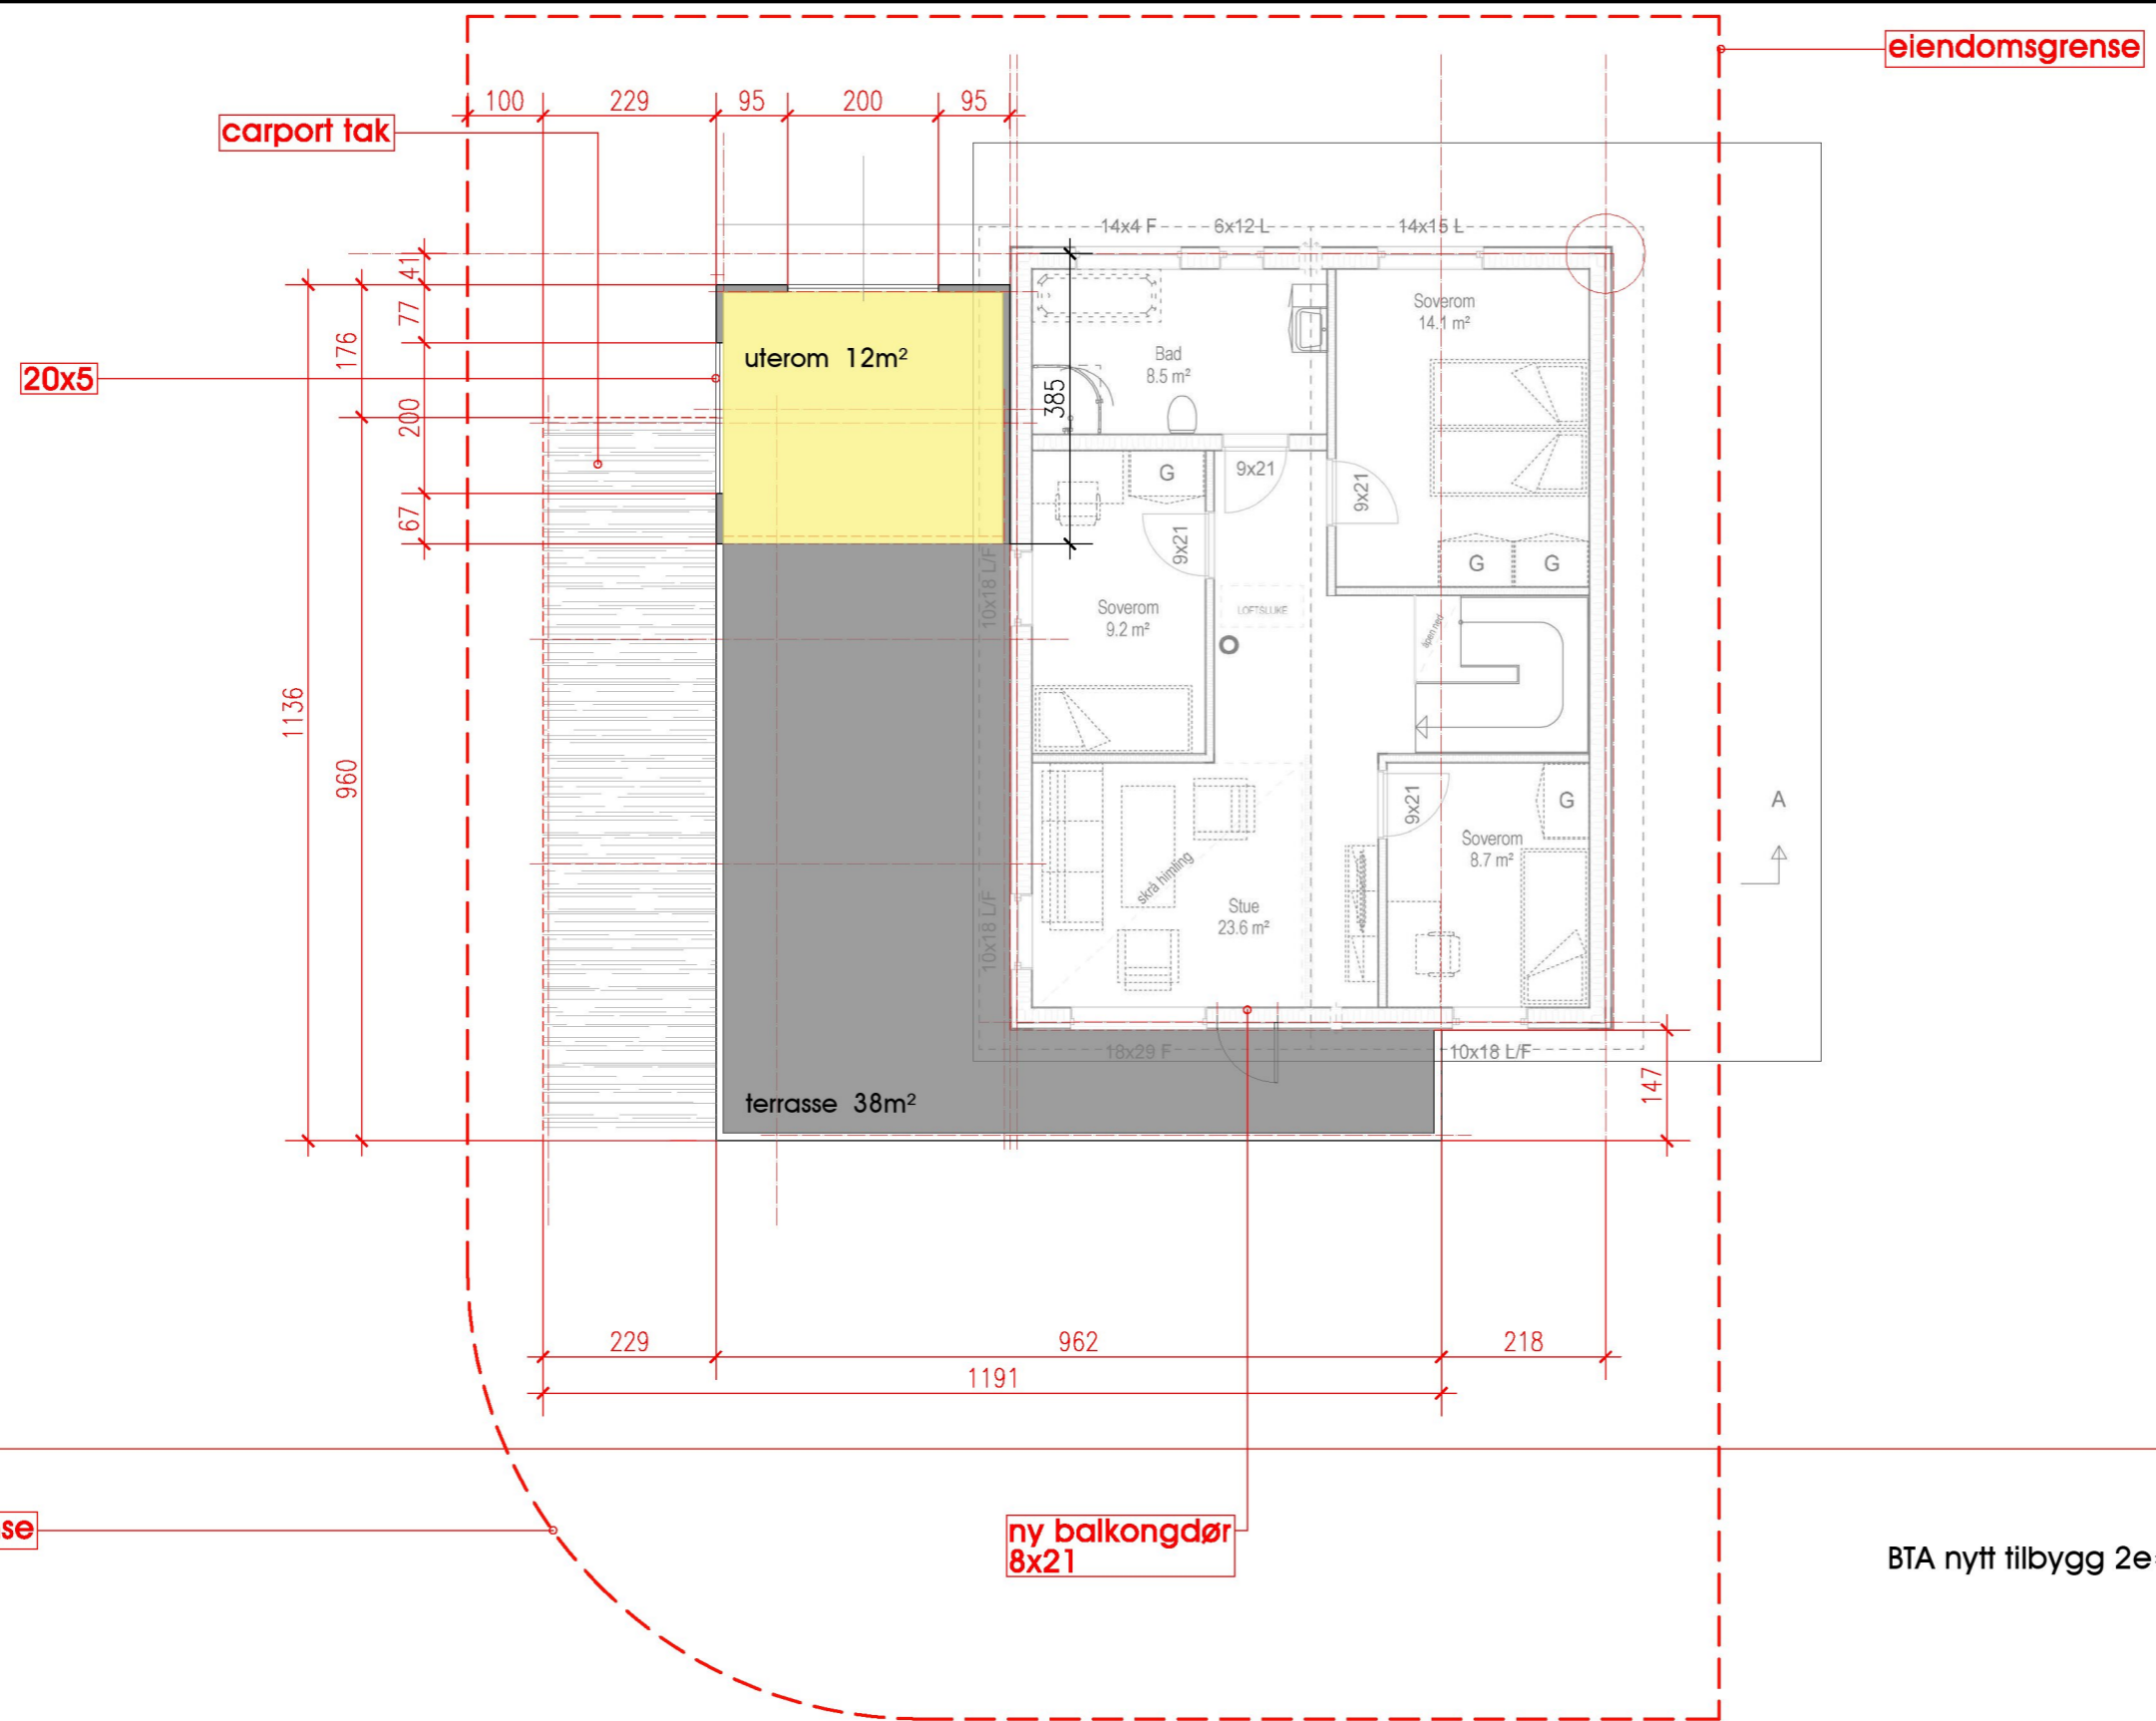 eiendomsgrense
100 229 95 200 95
carport tak
14x4 F 6x12 L 14x15 L
41
77
176
200
67
20x5
uterom 12m²
385
Bad
8.5 m²
Soverom
14.1 m²
G
9x21
9x21
9x21
G G
10x18 L/F
Soverom
9.2 m²
LOFTSLUKE
åpen ned
1136
960
9x21
G
A
Soverom
8.7 m²
skrå himling
Stue
23.6 m²
10x18 L/F
18x29 F 10x18 L/F
147
terrasse 38m²
229 962 218
1191
se
ny balkongdør
8x21
BTA nytt tilbygg 2e